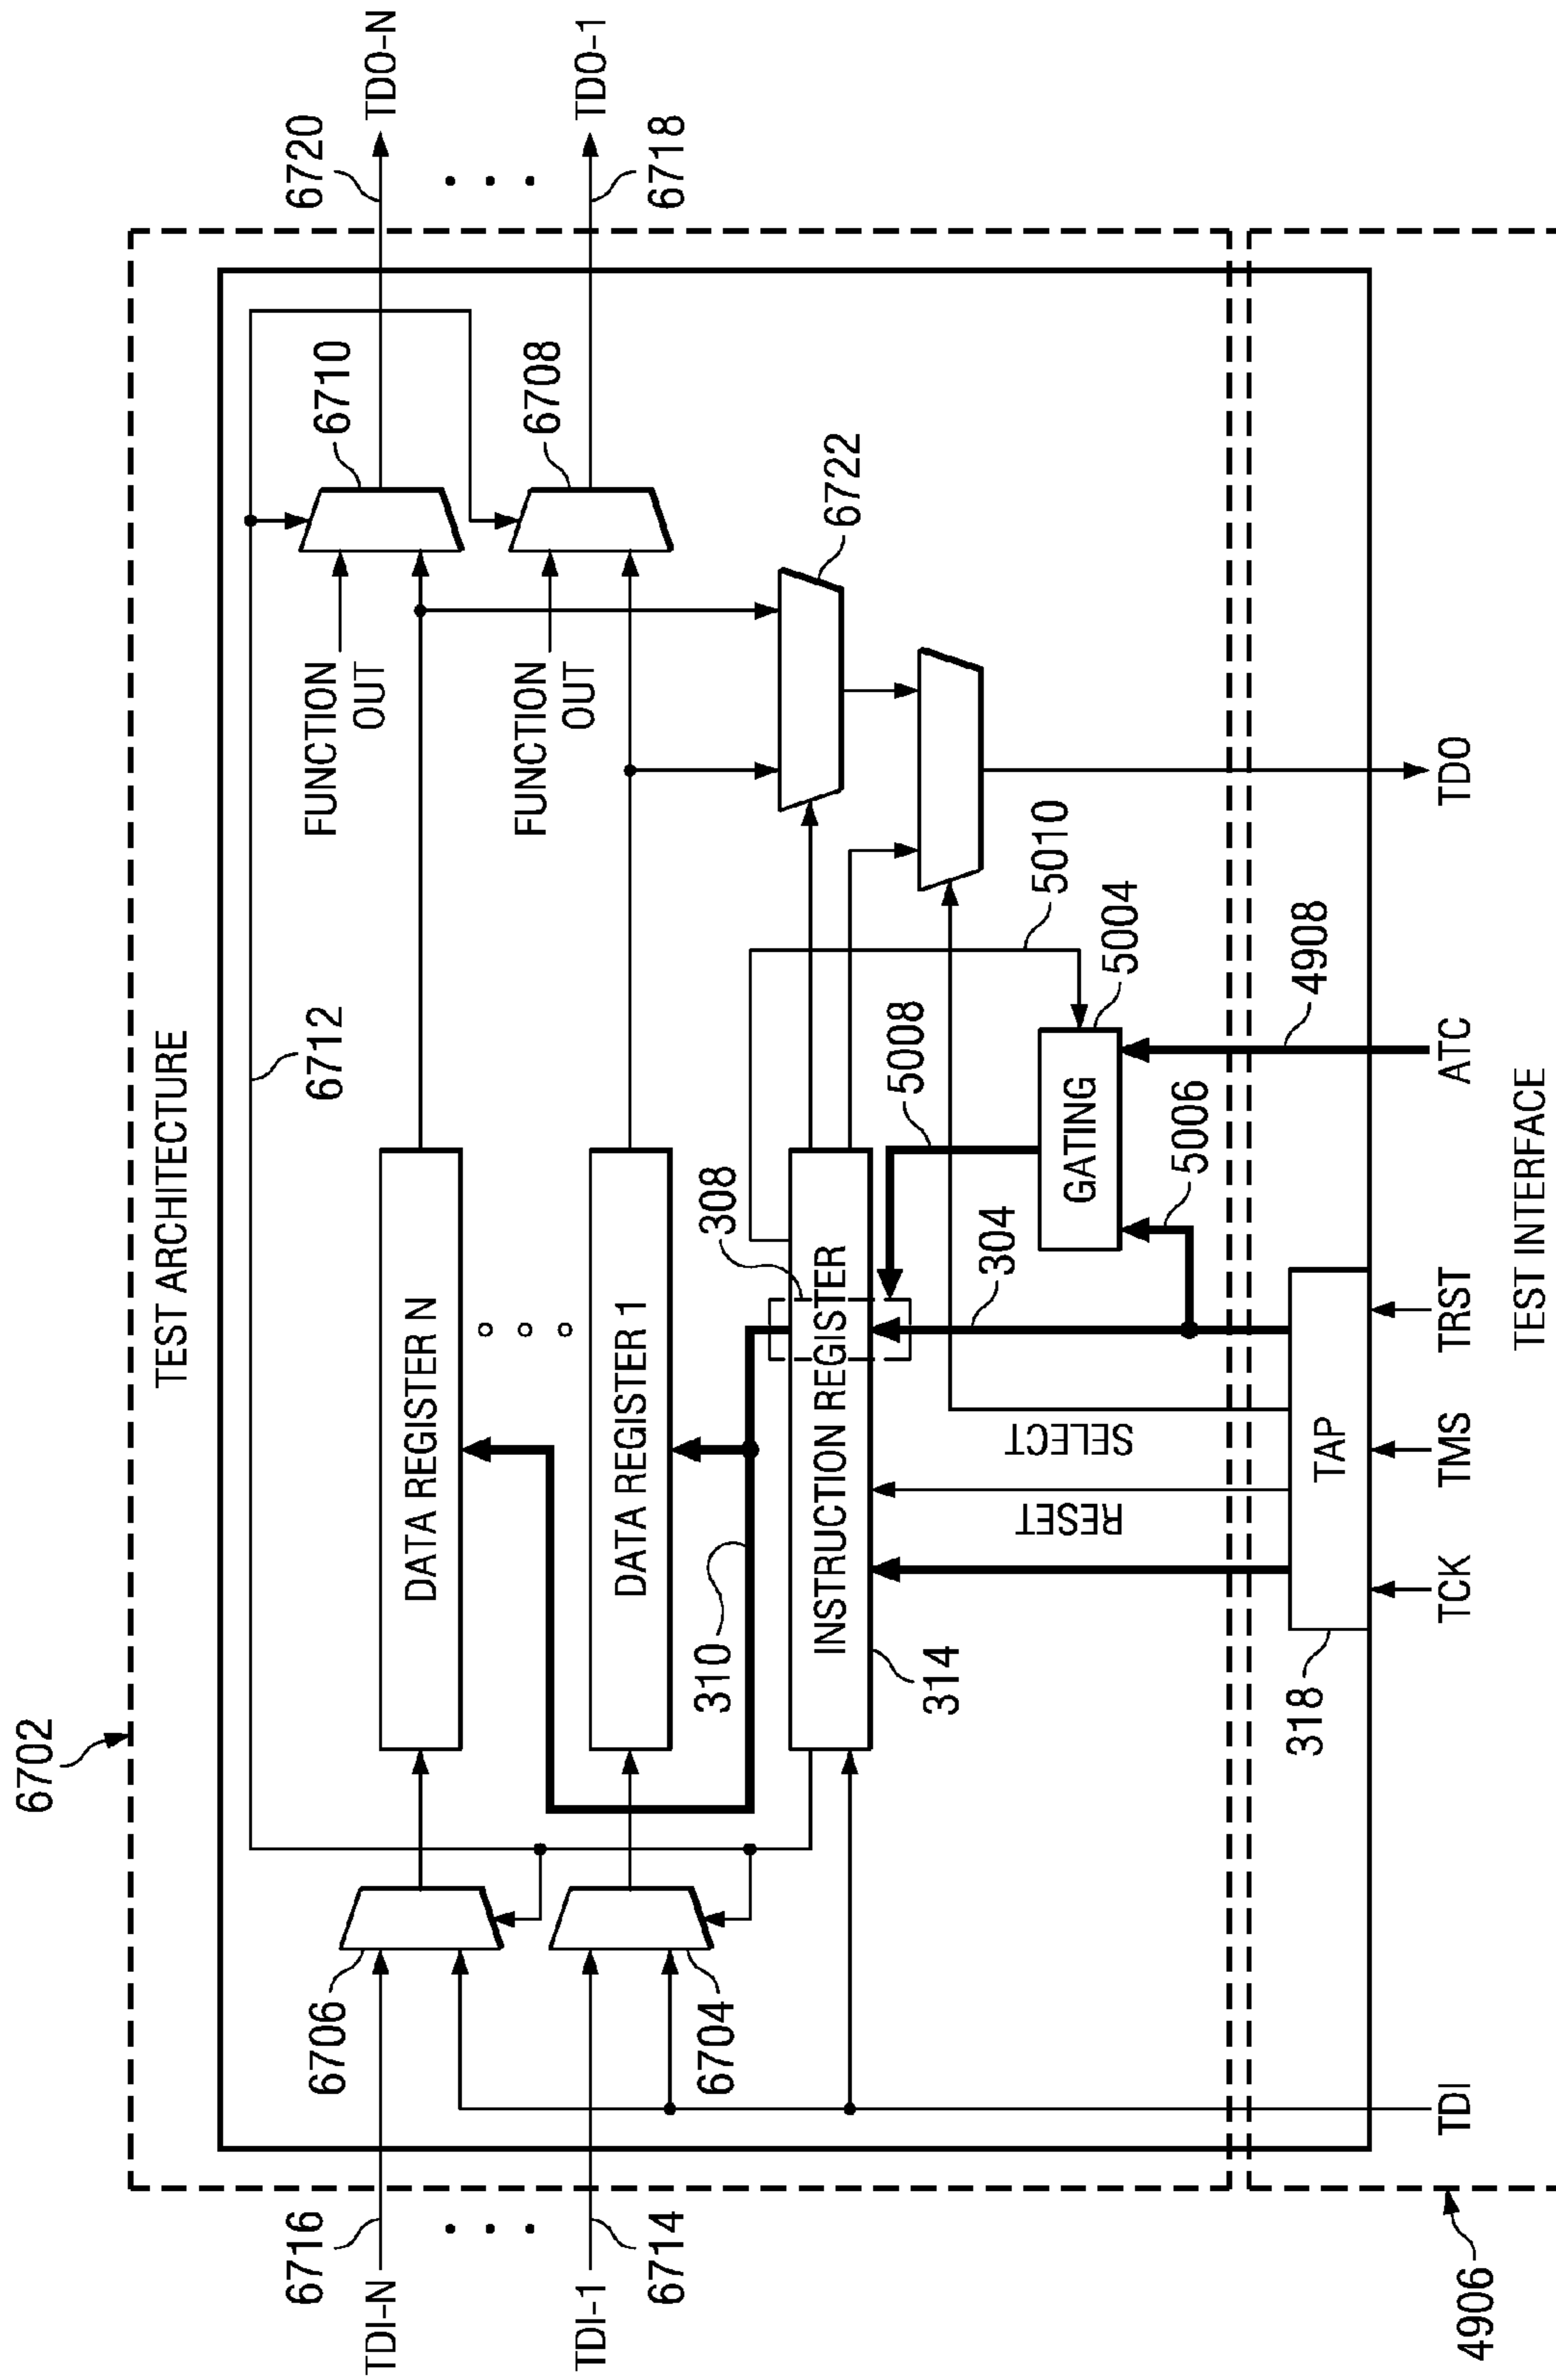 6702
TEST ARCHITECTURE
6712
6716
TDI-N
6706
DATA REGISTER N
FUNCTION
OUT
6710
6720
TDO-N
6714
TDI-1
6704
DATA REGISTER 1
FUNCTION
OUT
6708
6718
TDO-1
310
308
6722
INSTRUCTION REGISTER
314
5008
5010
RESET
SELECT
304
GATING
5004
5006
318
TAP
4908
4906
TDI
TCK
TMS
TRST
ATC
TDO
TEST INTERFACE